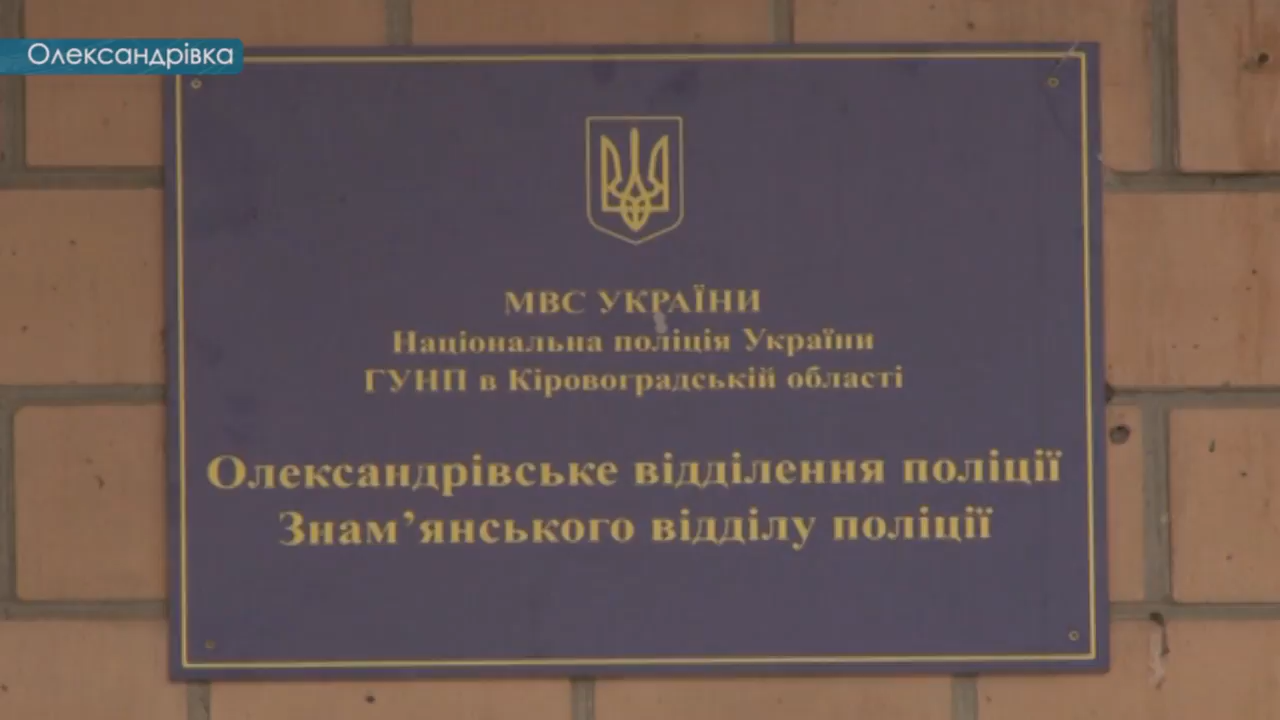 Олександрівка
МВС УКРАЇНИ
Національна поліція України
ГУНП в Кіровоградській області
Олександрівське відділення поліції
Знам’янського відділу поліції